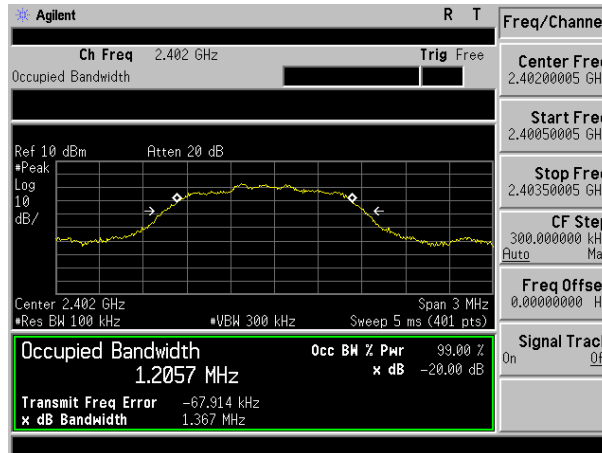 Agilent R T
Freq/Channe
Ch Freq 2.402 GHz Trig Free
Occupied Bandwidth
Center Fre
2.40200005 GH
Start Fre
2.40050005 GH
Stop Fre
2.40350005 GH
CF Ste
300.000000 kH
Auto Ma
Freq Offse
0.00000000 H
Signal Trac
On Of
Ref 10 dBm Atten 20 dB
#Peak
Log
10
dB/
Center 2.402 GHz Span 3 MHz
#Res BW 100 kHz #VBW 300 kHz Sweep 5 ms (401 pts)
Occupied Bandwidth Occ BW % Pwr 99.00 %
1.2057 MHz x dB -20.00 dB
Transmit Freq Error -67.914 kHz
x dB Bandwidth 1.367 MHz